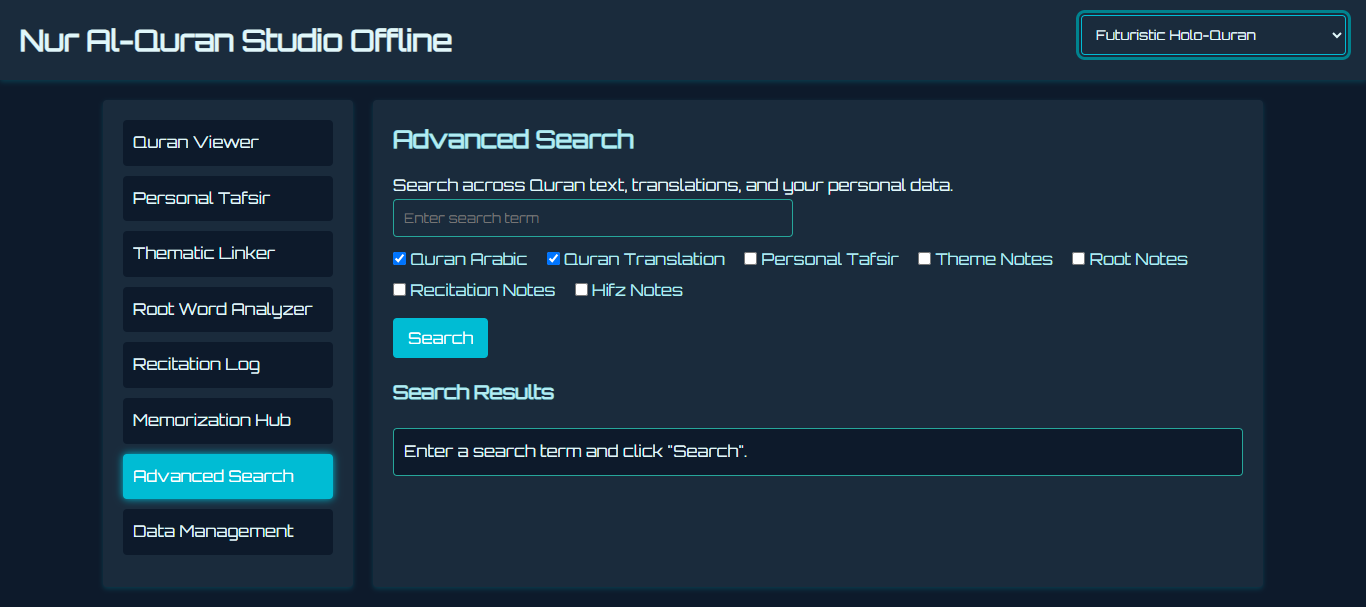 Nur Al-Quran Studio Offline
Futuristic Holo-Quran
Quran Viewer
Personal Tafsir
Thematic Linker
Root Word Analyzer
Recitation Log
Memorization Hub
Advanced Search
Data Management
Advanced Search
Search across Quran text, translations, and your personal data.
Enter search term
Quran Arabic Quran Translation Personal Tafsir Theme Notes Root Notes
Recitation Notes Hifz Notes
Search
Search Results
Enter a search term and click "Search".